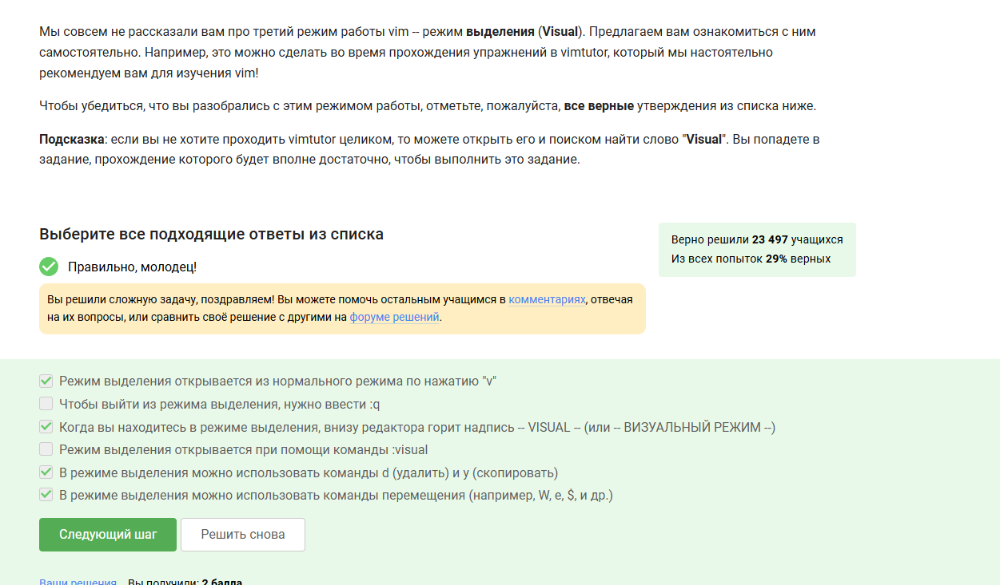 Мы совсем не рассказали вам про третий режим работы vim -- режим выделения (Visual). Предлагаем вам ознакомиться с ним
самостоятельно. Например, это можно сделать во время прохождения упражнений в vimtutor, который мы настоятельно
рекомендуем вам для изучения vim!
Чтобы убедиться, что вы разобрались с этим режимом работы, отметьте, пожалуйста, все верные утверждения из списка ниже.
Подсказка: если вы не хотите проходить vimtutor целиком, то можете открыть его и поиском найти слово "Visual". Вы попадете в
задание, прохождение которого будет вполне достаточно, чтобы выполнить это задание.
Выберите все подходящие ответы из списка
Верно решили 23 497 учащихся
Из всех попыток 29% верных
Правильно, молодец!
Вы решили сложную задачу, поздравляем! Вы можете помочь остальным учащимся в комментариях, отвечая
на их вопросы, или сравнить своё решение с другими на форуме решений.
Режим выделения открывается из нормального режима по нажатию "v"
Чтобы выйти из режима выделения, нужно ввести :q
Когда вы находитесь в режиме выделения, внизу редактора горит надпись -- VISUAL -- (или -- ВИЗУАЛЬНЫЙ РЕЖИМ --)
Режим выделения открывается при помощи команды :visual
В режиме выделения можно использовать команды d (удалить) и y (скопировать)
В режиме выделения можно использовать команды перемещения (например, W, e, $, и др.)
Следующий шаг
Решить снова
Ваши решения Вы получили: 2 балла